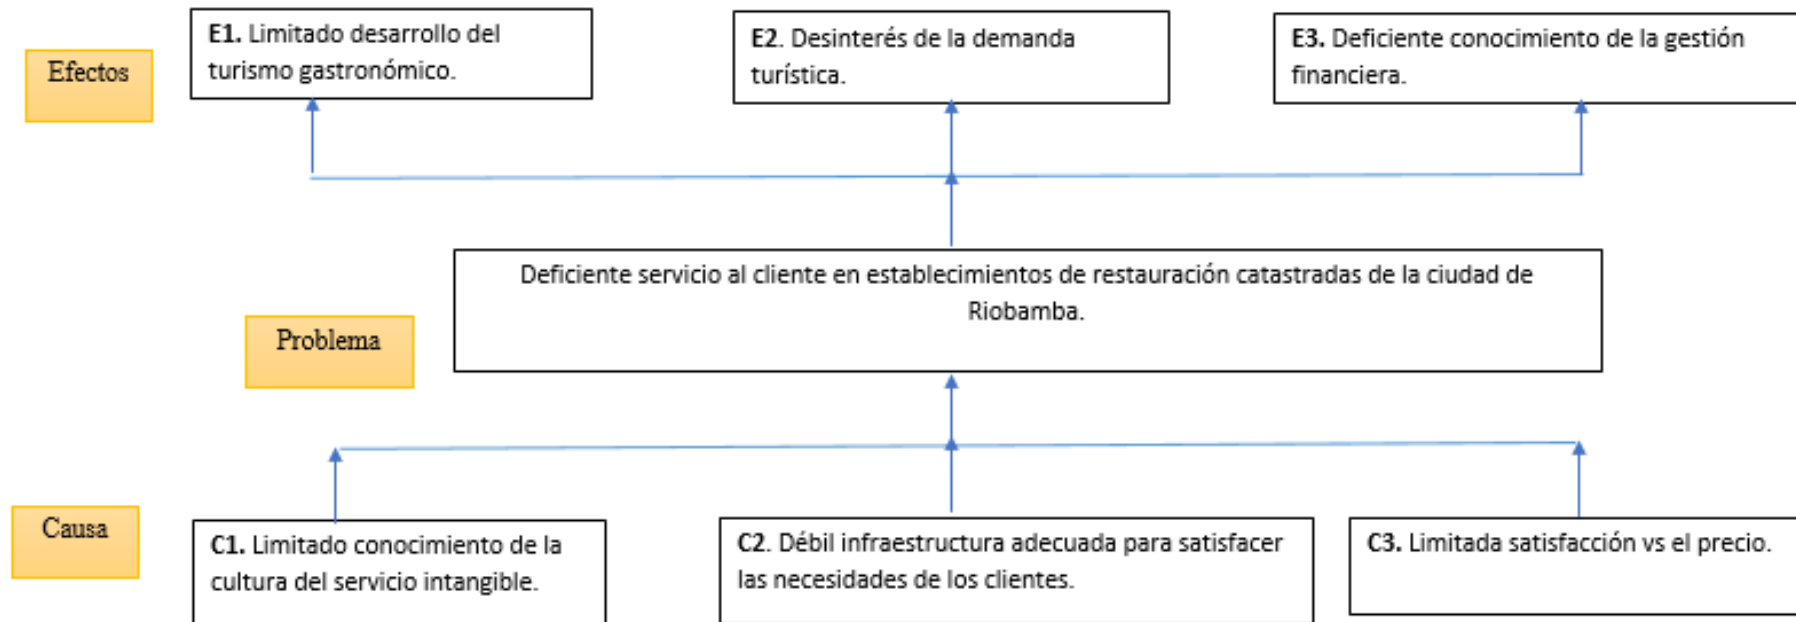 Efectos
E1. Limitado desarrollo del
turismo gastronómico.
E2. Desinterés de la demanda
turística.
E3. Deficiente conocimiento de la gestión
financiera.
Problema
Deficiente servicio al cliente en establecimientos de restauración catastradas de la ciudad de
Riobamba.
Causa
C1. Limitado conocimiento de la
cultura del servicio intangible.
C2. Débil infraestructura adecuada para satisfacer
las necesidades de los clientes.
C3. Limitada satisfacción vs el precio.